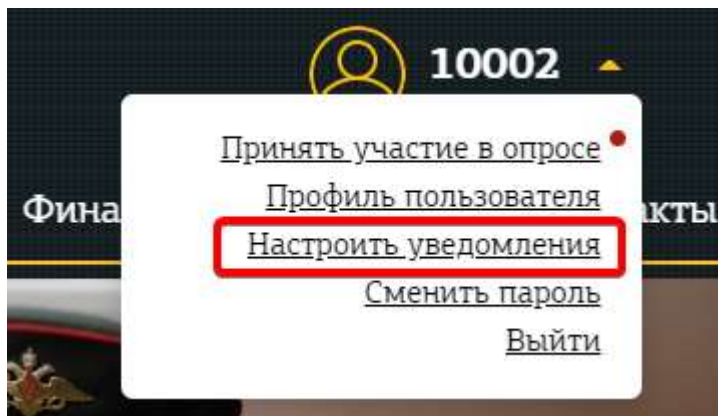 10002
Принять участие в опросе
Профиль пользователя
Фина
акты
Настроить уведомления
Сменить пароль
Выйти